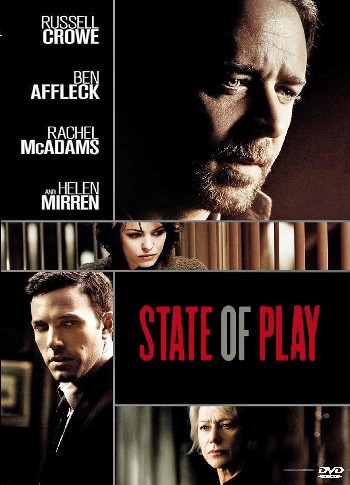 RUSSELL
CROWE
BEN
AFFLECK
RACHEL
McADAMS
AND HELEN
MIRREN
STATE OF PLAY
DVD